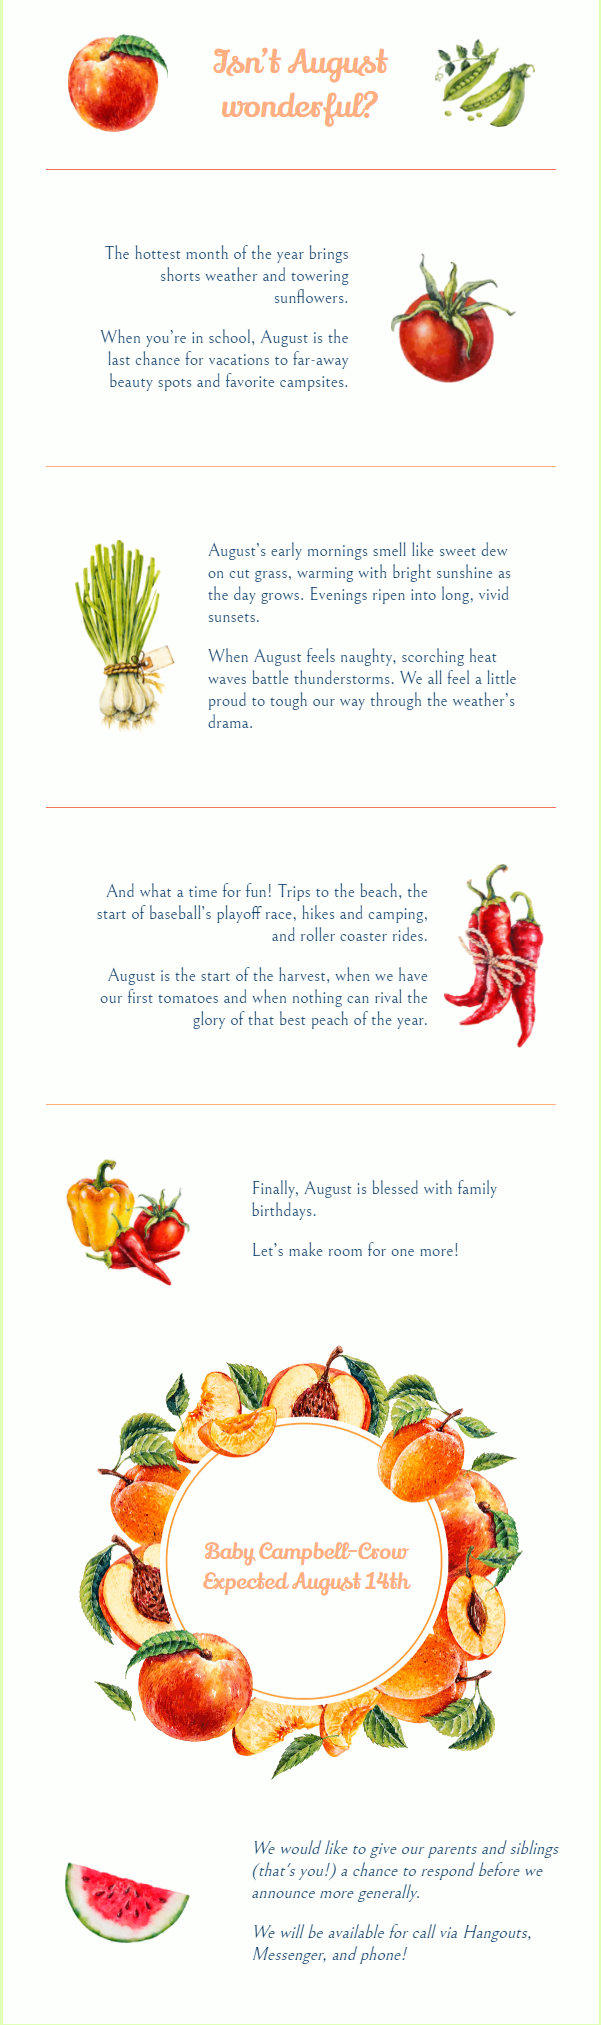 Isn't August
wonderful?
The hottest month of the year brings
shorts weather and towering
sunflowers.
When you're in school, August is the
last chance for vacations to far-away
beauty spots and favorite campsites.
August's early mornings smell like sweet dew
on cut grass, warming with bright sunshine as
the day grows. Evenings ripen into long, vivid
sunsets.
When August feels naughty, scorching heat
waves battle thunderstorms. We all feel a little
proud to tough our way through the weather's
drama.
And what a time for fun! Trips to the beach, the
start of baseball's playoff race, hikes and camping,
and roller coaster rides.
August is the start of the harvest, when we have
our first tomatoes and when nothing can rival the
glory of that best peach of the year.
Finally, August is blessed with family
birthdays.
Let's make room for one more!
Baby Campbell-Crow
Expected August 14th
We would like to give our parents and siblings
(that's you!) a chance to respond before we
announce more generally.
We will be available for call via Hangouts,
Messenger, and phone!